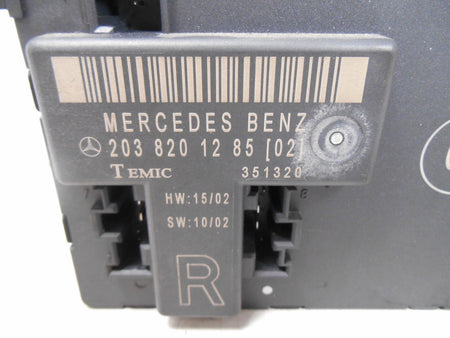 MERCEDES BENZ
203 820 12 85 [02]
TEMIC 351320
HW:15/02
SW:10/02
R